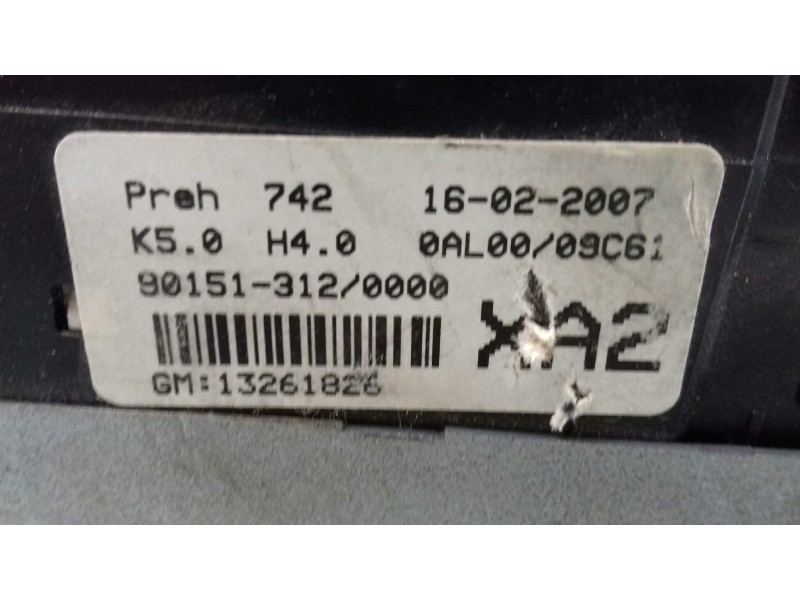 Preh 742 16-02-2007
K5.0 H4.0 0AL00/09C61
90151-312/0000
XA2
GM:13261826